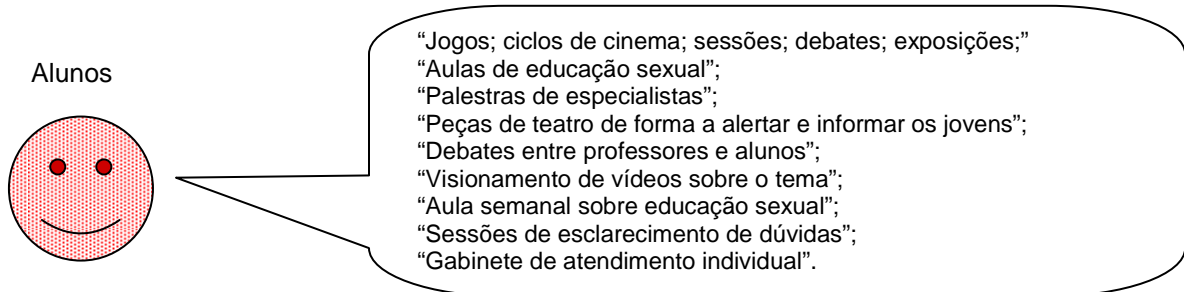 Alunos
“Jogos; ciclos de cinema; sessões; debates; exposições;”
“Aulas de educação sexual”;
“Palestras de especialistas”;
“Peças de teatro de forma a alertar e informar os jovens”;
“Debates entre professores e alunos”;
“Visionamento de vídeos sobre o tema”;
“Aula semanal sobre educação sexual”;
“Sessões de esclarecimento de dúvidas”;
“Gabinete de atendimento individual”.